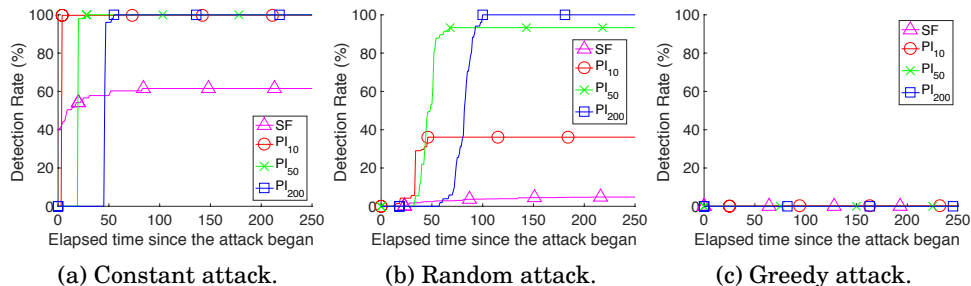 Detection Rate (%)
100
80
60
40
20
0
0 50 100 150 200 250
Elapsed time since the attack began
SF
PI10
PI50
PI200
(a) Constant attack.
Detection Rate (%)
100
80
60
40
20
0
0 50 100 150 200 250
Elapsed time since the attack began
SF
PI10
PI50
PI200
(b) Random attack.
Detection Rate (%)
100
80
60
40
20
0
0 50 100 150 200 250
Elapsed time since the attack began
SF
PI10
PI50
PI200
(c) Greedy attack.